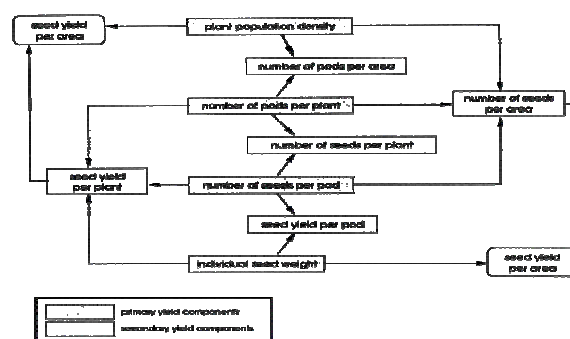 seed yield
per area
plant population density
number of pods per area
number of pods per plant
number of seeds
per area
number of seeds per plant
seed yield
per plant
number of seeds per pod
seed yield per pod
individual seed weight
seed yield
per area
primary yield components
secondary yield components